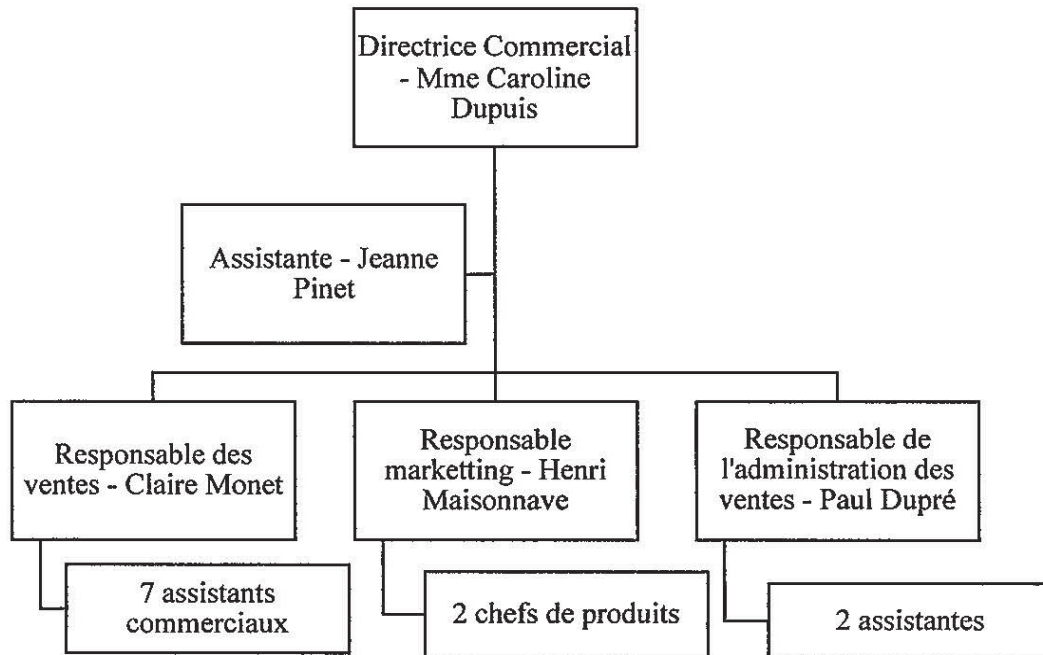 Directrice Commercial
- Mme Caroline
Dupuis
Assistante - Jeanne
Pinet
Responsable des
ventes - Claire Monet
Responsable
marketting - Henri
Maisonnave
Responsable de
l'administration des
ventes - Paul Dupré
7 assistants
commerciaux
2 chefs de produits
2 assistantes